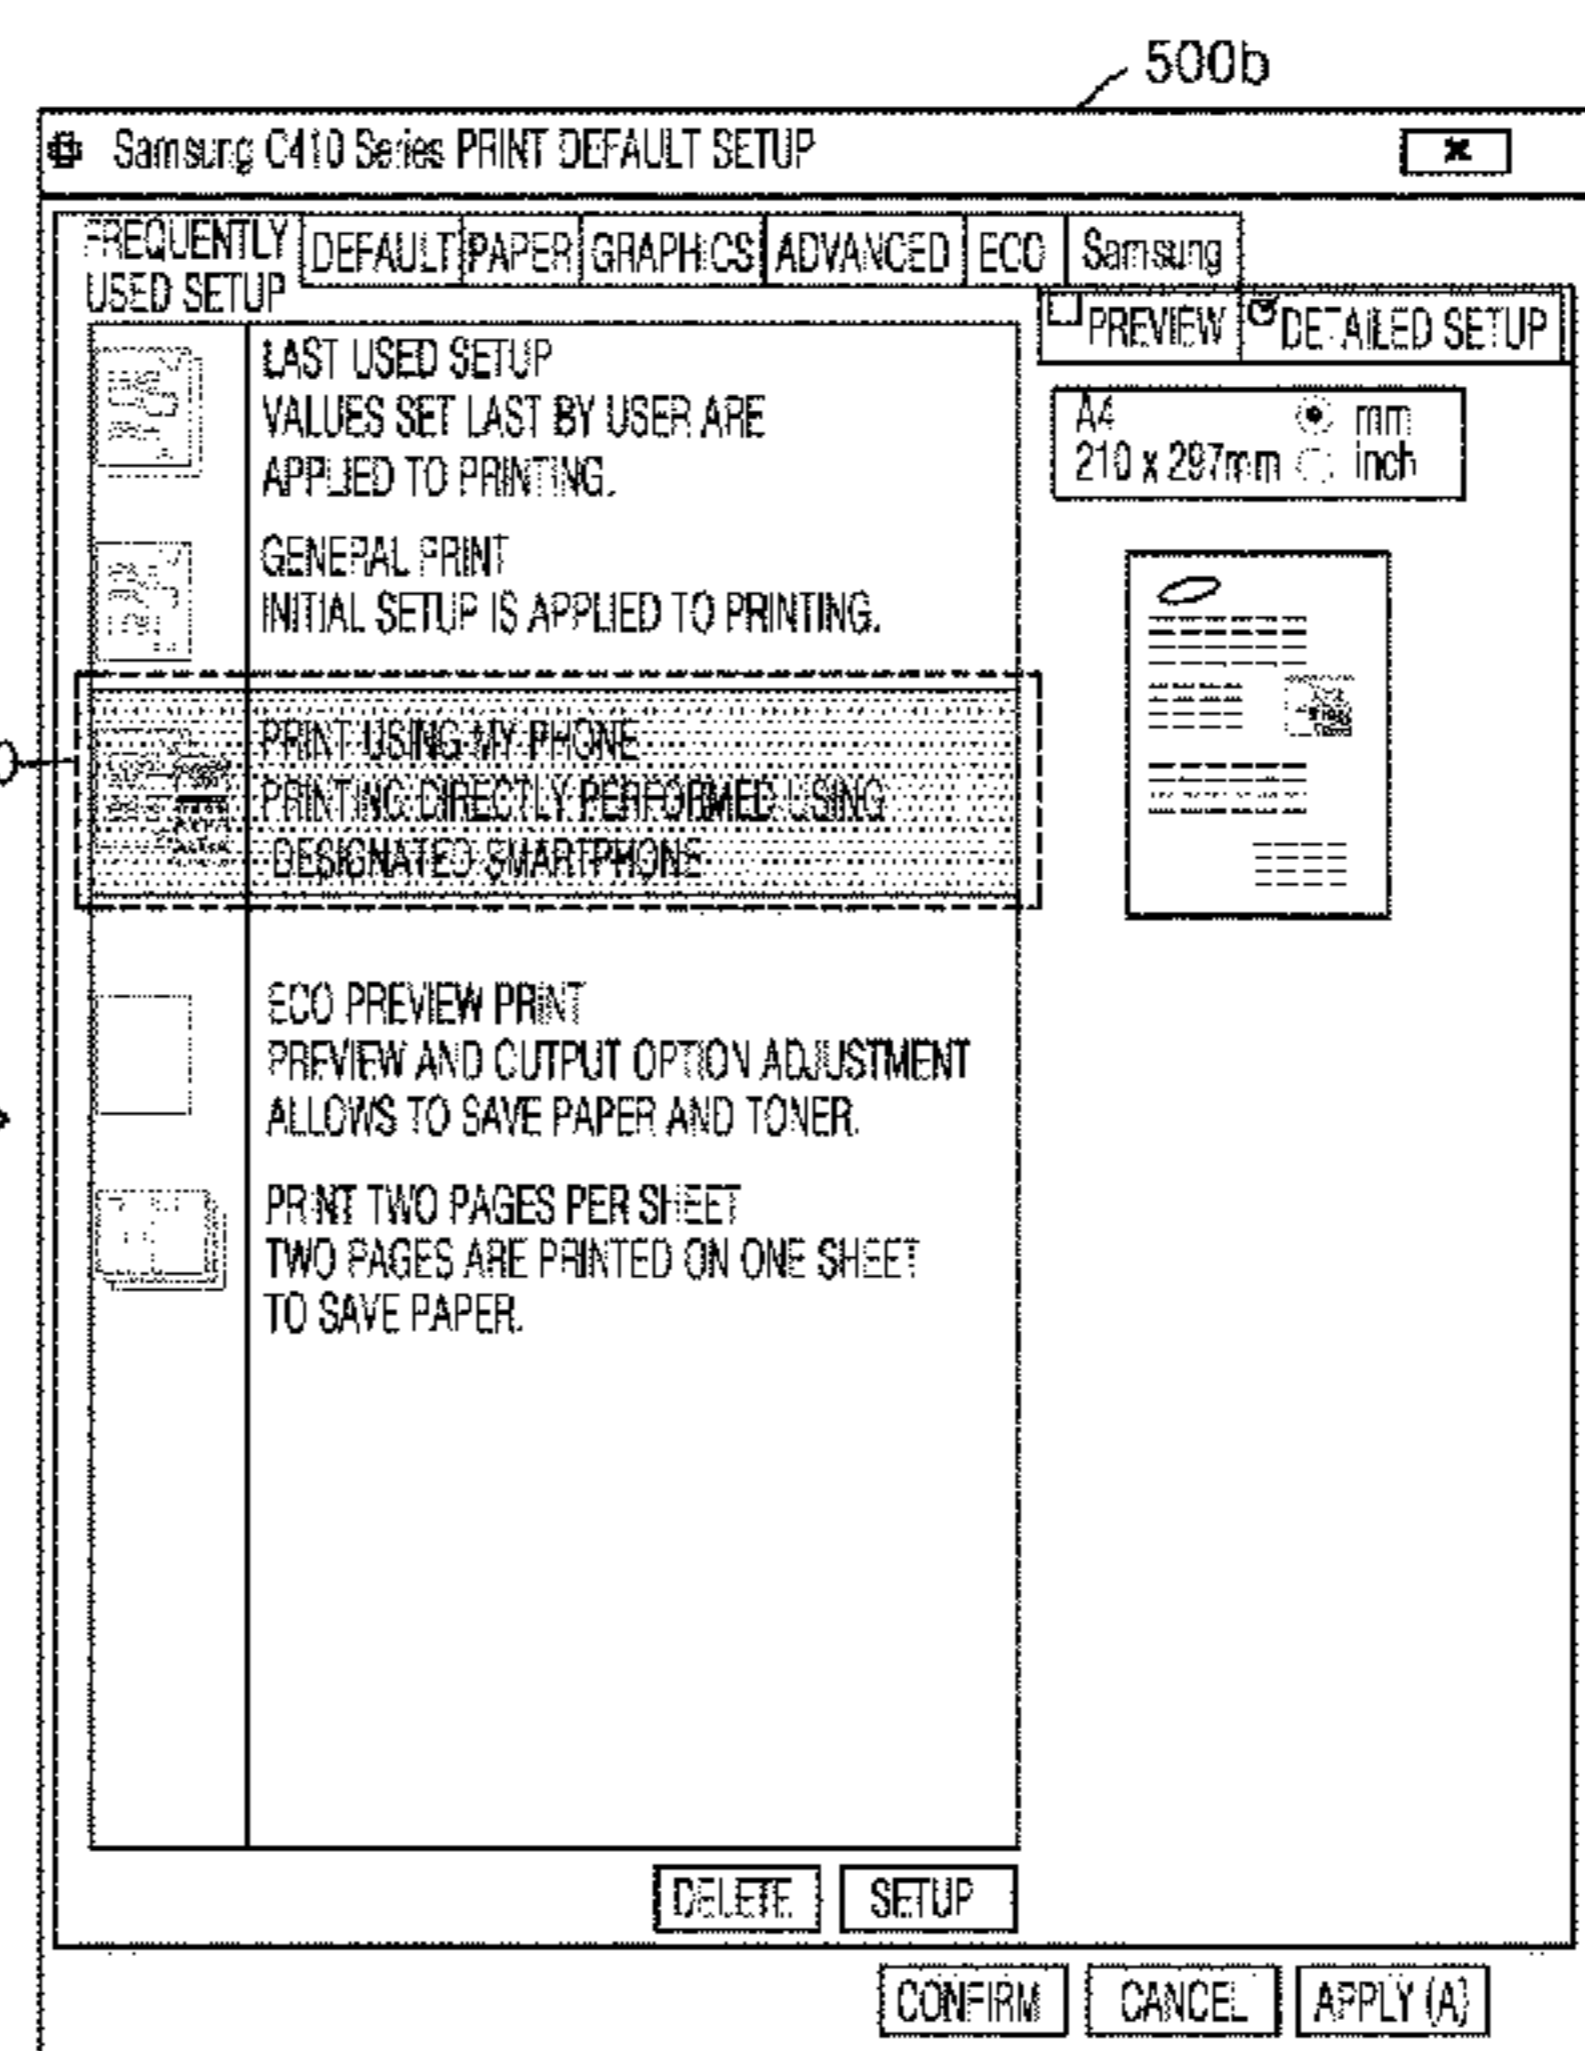 500b
Samsung C410 Series PRINT DEFAULT SETUP
FREQUENTLY
USED SETUP
DEFAULT
PAPER
GRAPHICS
ADVANCED
ECO
Samsung
PREVIEW
DETAILED SETUP
LAST USED SETUP
VALUES SET LAST BY USER ARE
APPLIED TO PRINTING.
A4
mm
210 x 297mm
inch
GENERAL PRINT
INITIAL SETUP IS APPLIED TO PRINTING.
PRINT USING MY PHONE
PRINTING DIRECTLY PERFORMED USING
DESIGNATED SMARTPHONE
ECO PREVIEW PRINT
PREVIEW AND OUTPUT OPTION ADJUSTMENT
ALLOWS TO SAVE PAPER AND TONER.
PRINT TWO PAGES PER SHEET
TWO PAGES ARE PRINTED ON ONE SHEET
TO SAVE PAPER.
DELETE
SETUP
CONFIRM
CANCEL
APPLY (A)